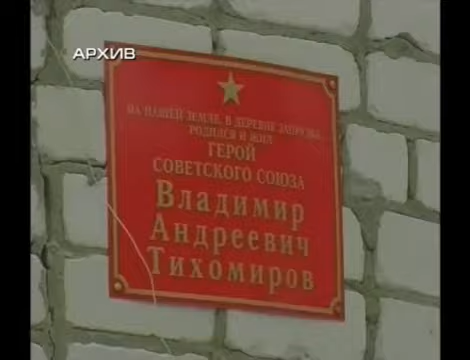 АРХИВ
НА НАШЕЙ ЗЕМЛЕ, В ДЕРЕВНЕ
РОДИЛСЯ И ЖИЛ
ГЕРОЙ
СОВЕТСКОГО СОЮЗА
Владимир
Андреевич
Тихомиров